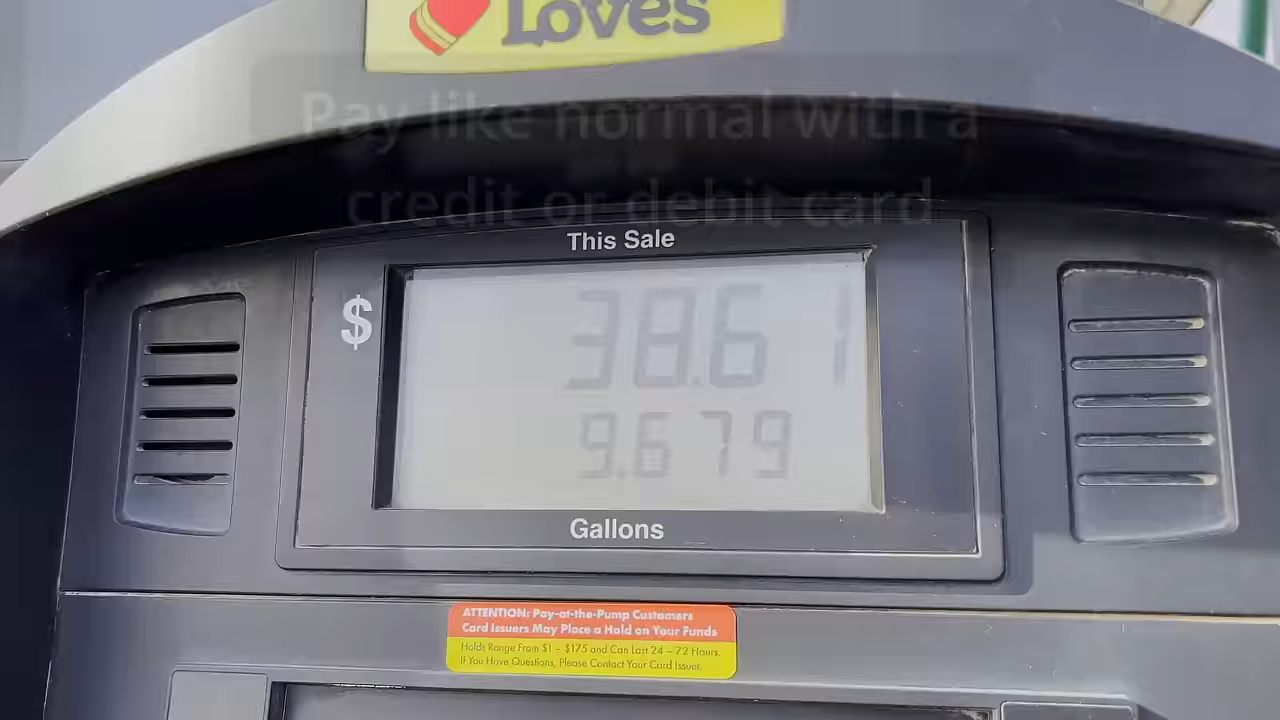 Loves
Pay like normal with a
credit or debit card
This Sale
$
38.61
9.679
Gallons
ATTENTION: Pay-at-the-Pump Customers
Card Issuers May Place a Hold on Your Funds
Holds Range From $1 - $175 and Can Last 24 - 72 Hours.
If You Have Questions, Please Contact Your Card Issuer.